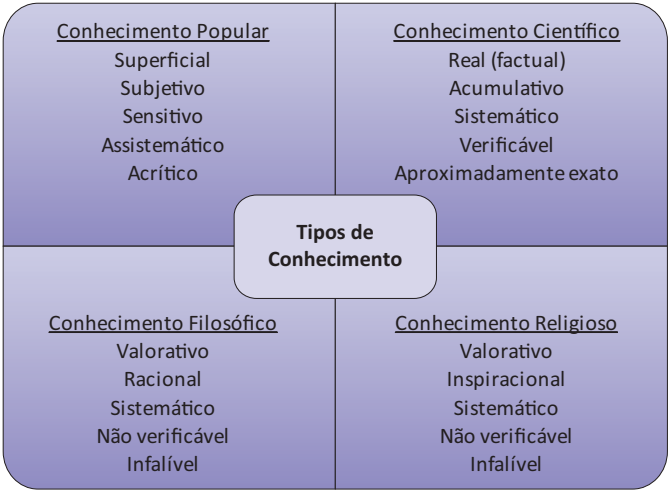 Conhecimento Popular
Superficial
Subjetivo
Sensitivo
Assistemático
Acrítico
Conhecimento Científico
Real (factual)
Acumulativo
Sistemático
Verificável
Aproximadamente exato
Tipos de
Conhecimento
Conhecimento Filosófico
Valorativo
Racional
Sistemático
Não verificável
Infalível
Conhecimento Religioso
Valorativo
Inspiracional
Sistemático
Não verificável
Infalível